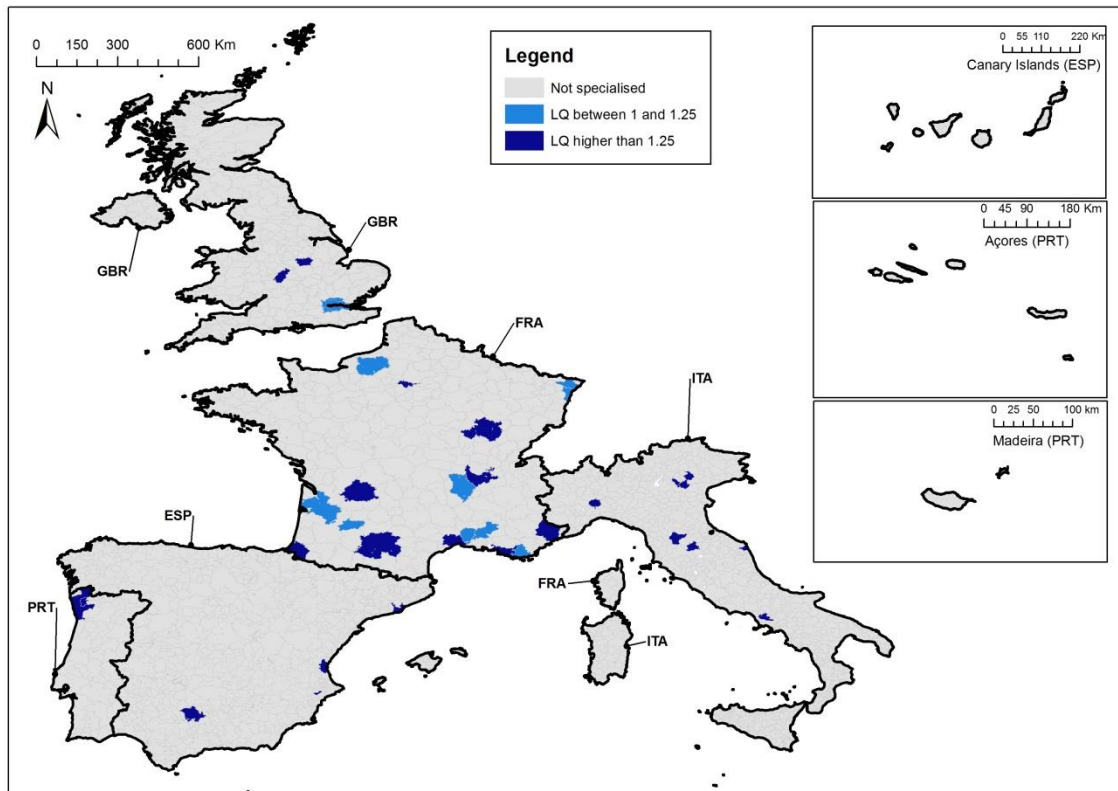 0 150 300 600 Km
N
Legend
Not specialised
LQ between 1 and 1.25
LQ higher than 1.25
0 55 110 220 Km
Canary Islands (ESP)
0 45 90 180 Km
Açores (PRT)
0 25 50 100 km
Madeira (PRT)
GBR
GBR
FRA
ITA
ESP
FRA
PRT
ITA